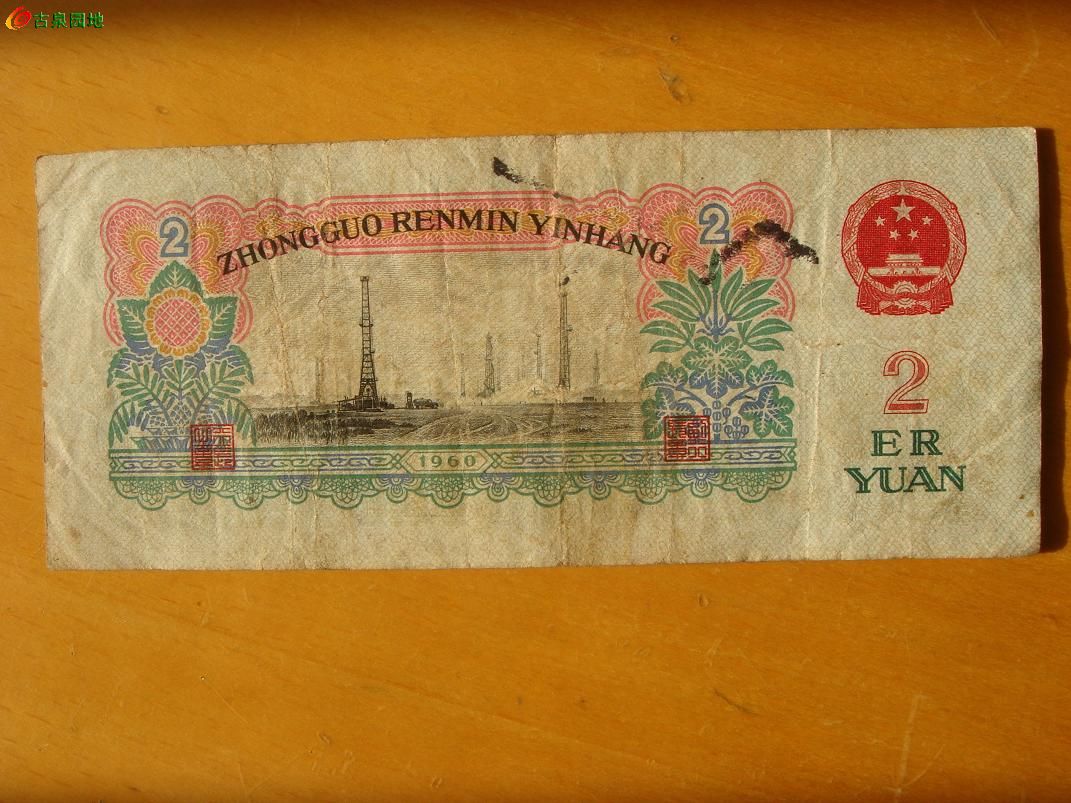 古泉园地
2
ZHONGGUO RENMIN YINHANG
2
2
ER
YUAN
1960